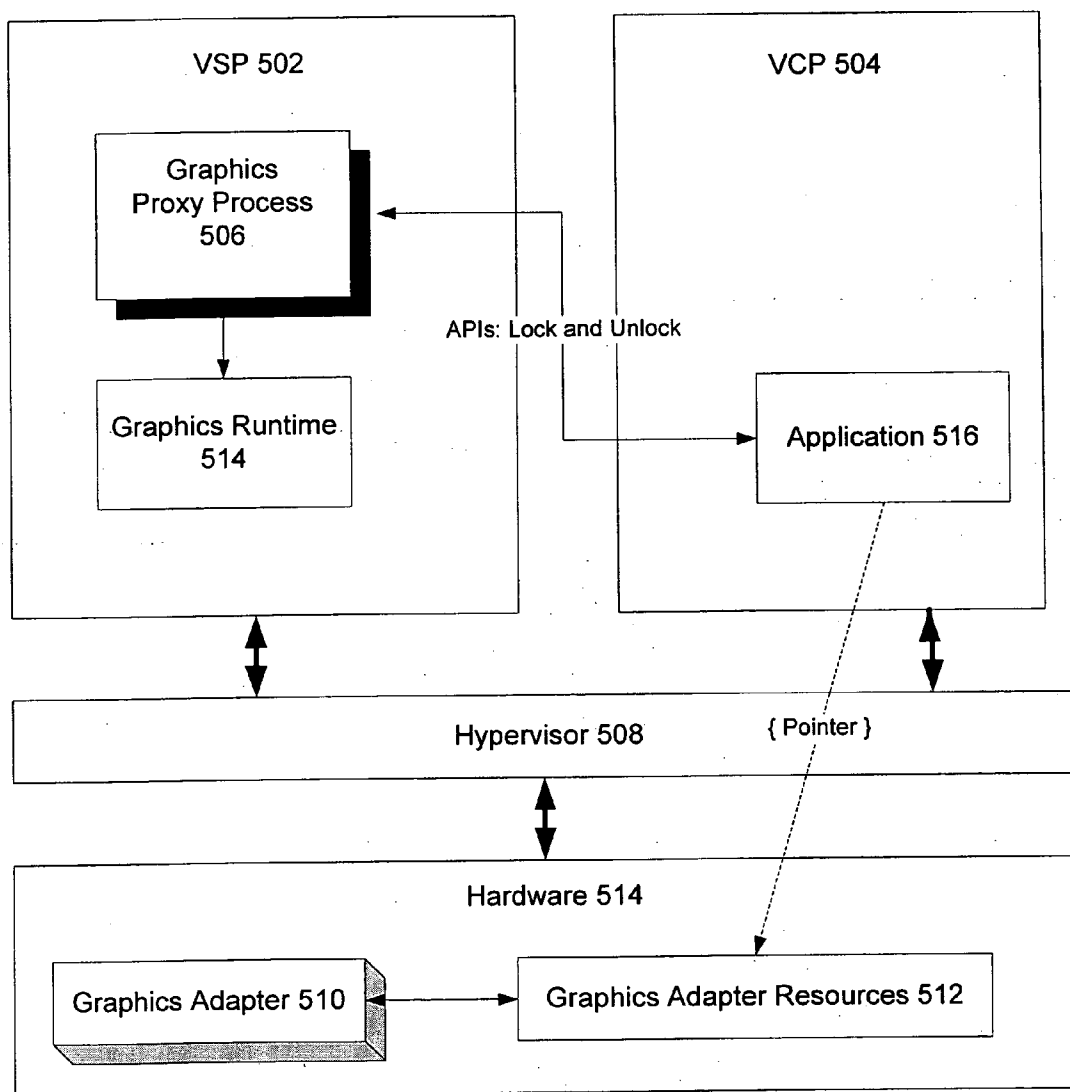 VSP 502
VCP 504
Graphics
Proxy Process
506
APIs: Lock and Unlock
Graphics Runtime
514
Application 516
Hypervisor 508
{ Pointer }
Hardware 514
Graphics Adapter 510
Graphics Adapter Resources 512